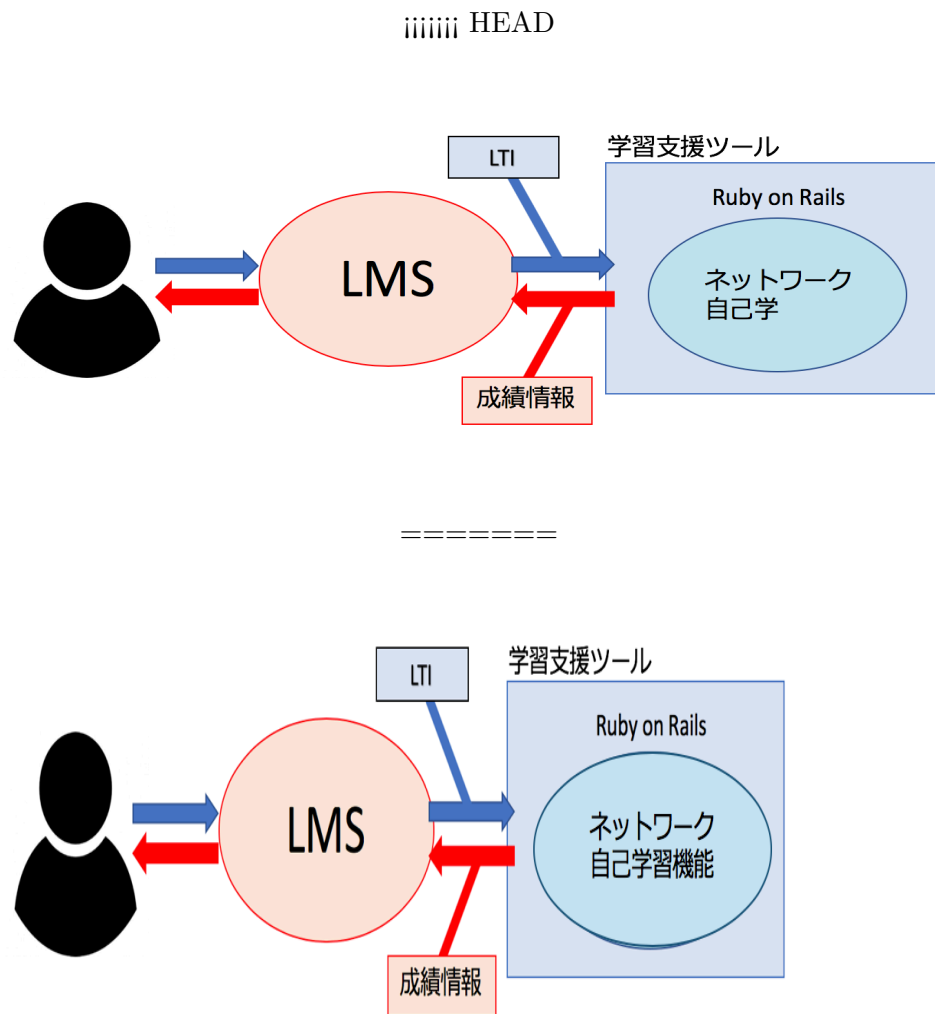 ¡¡¡¡¡¡¡ HEAD
LTI
学習支援ツール
Ruby on Rails
LMS
ネットワーク
自己学
成績情報
=======
LTI
学習支援ツール
Ruby on Rails
LMS
ネットワーク
自己学習機能
成績情報